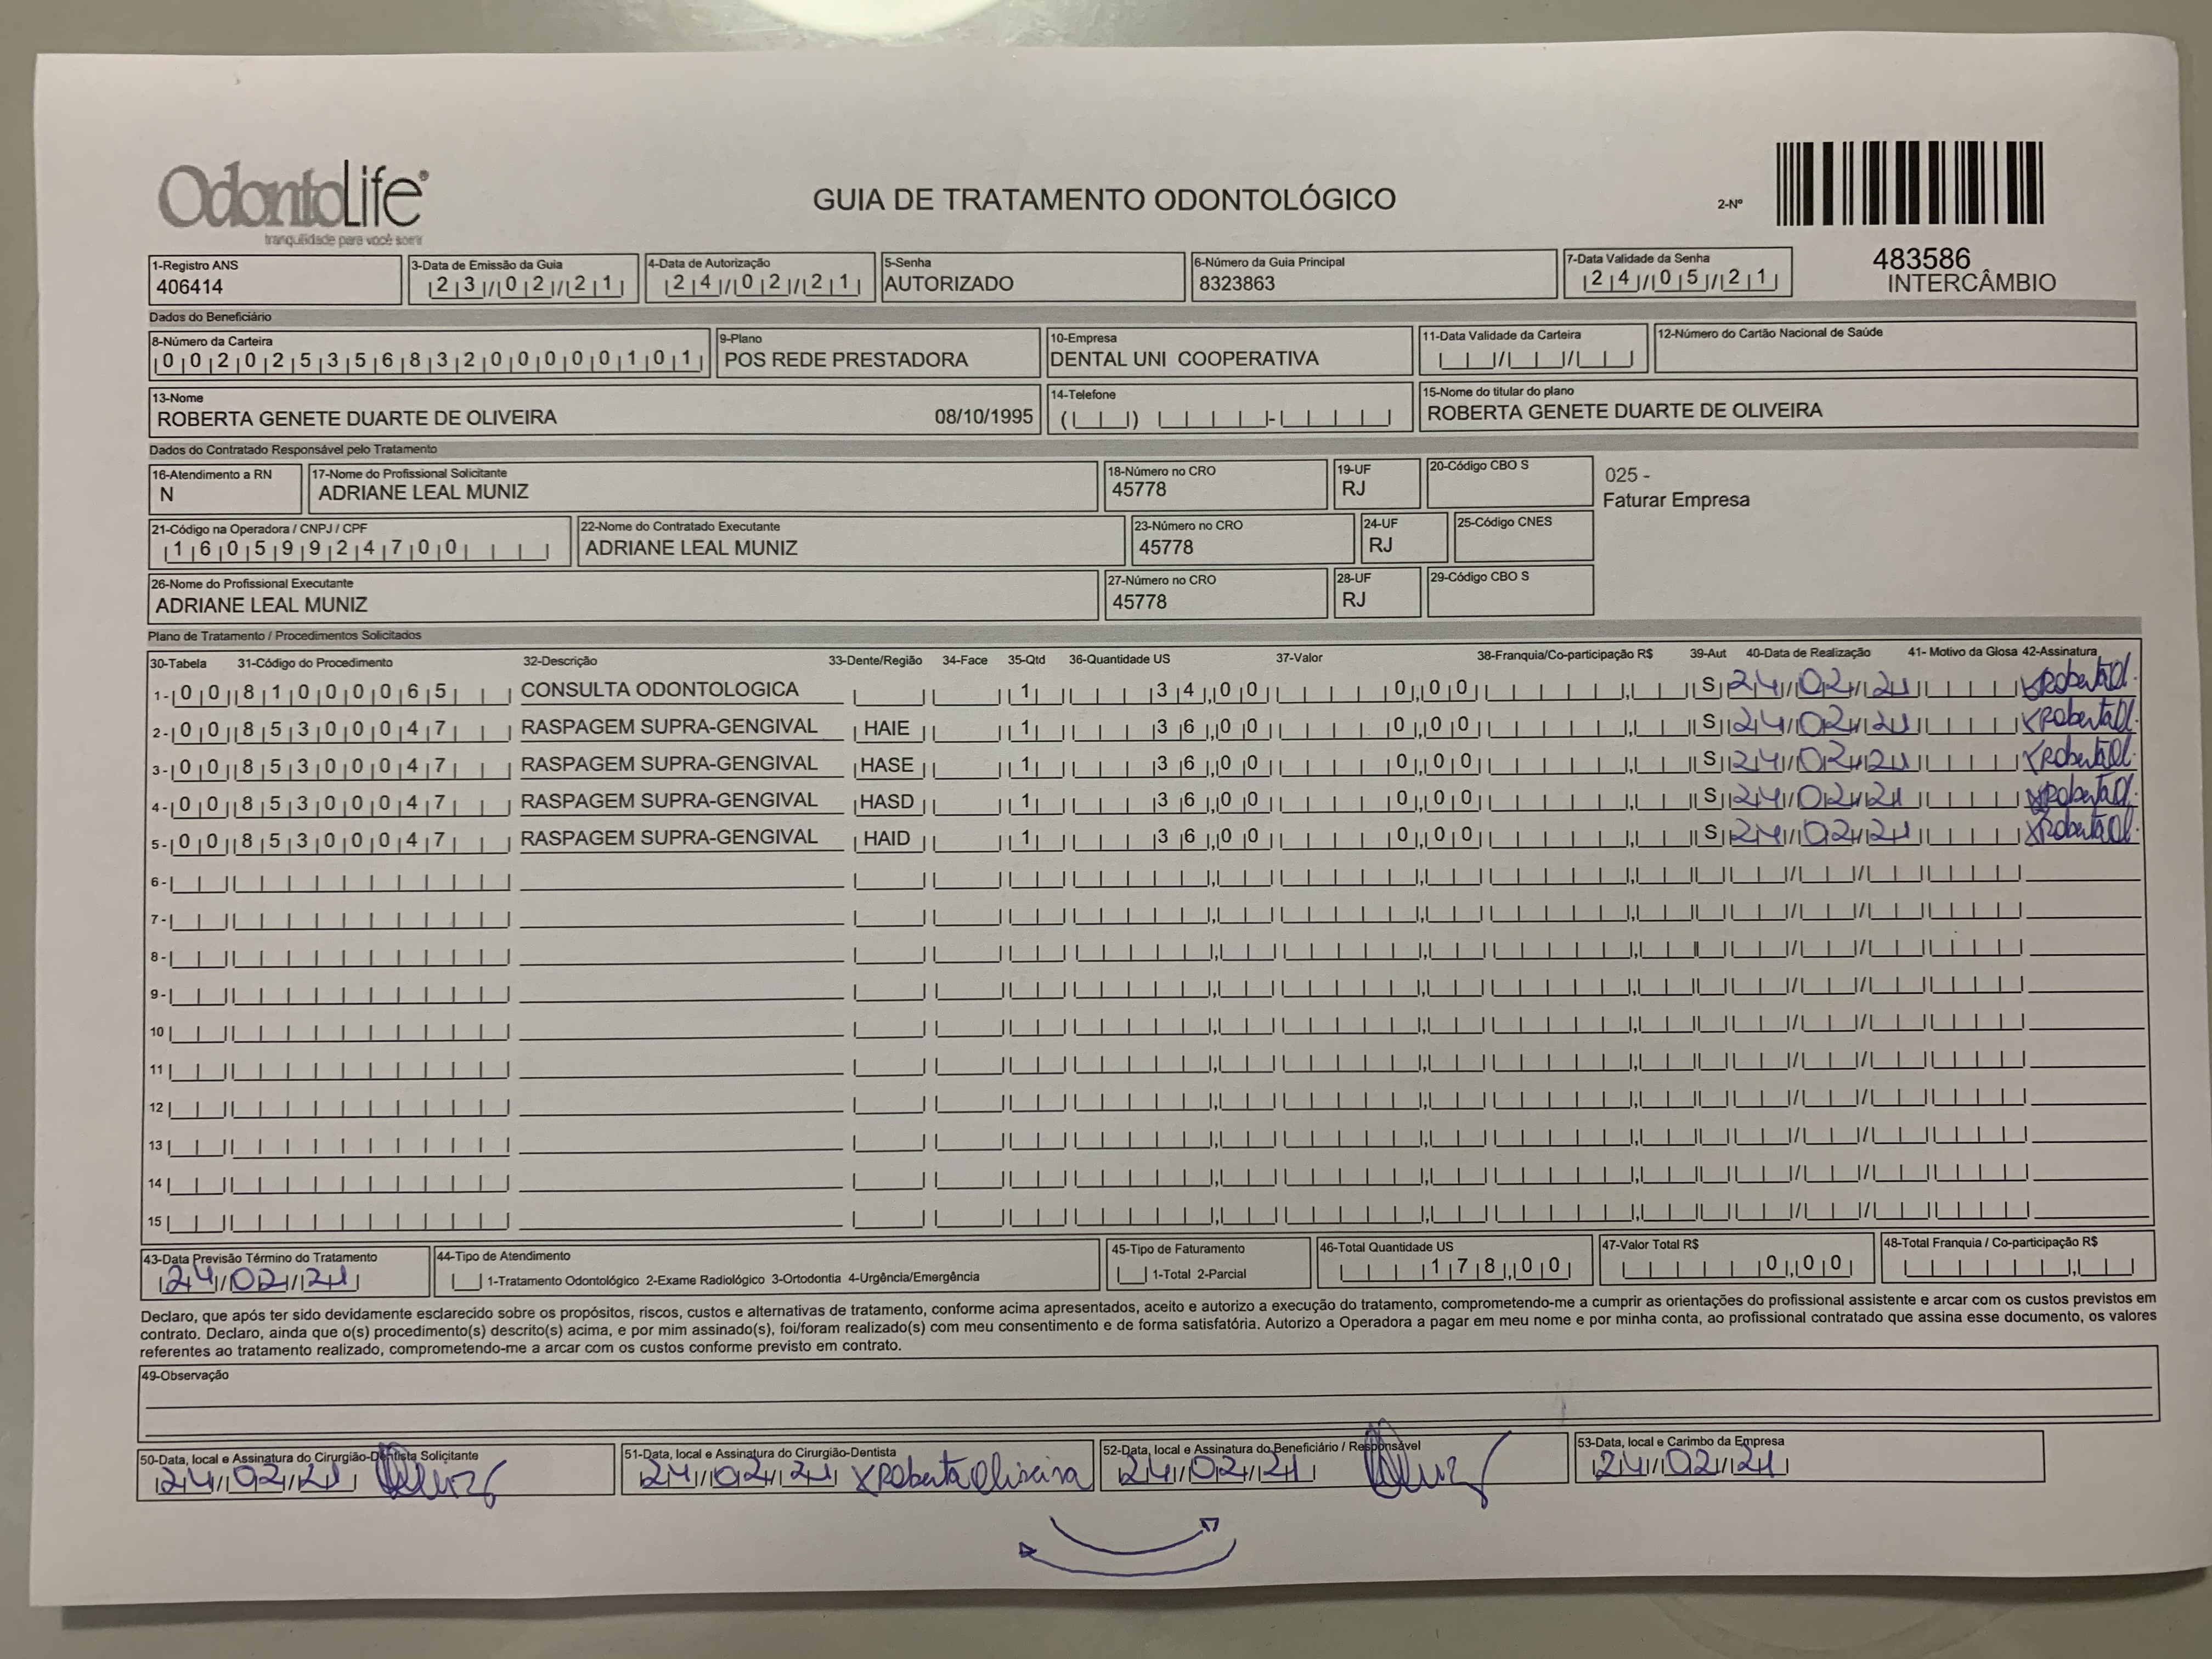 OdontoLife®
tranquilidade para você sorrir
GUIA DE TRATAMENTO ODONTOLÓGICO
2-Nº
483586
INTERCÂMBIO
1-Registro ANS 406414
3-Data de Emissão da Guia 23/02/21
4-Data de Autorização 24/02/21
5-Senha AUTORIZADO
6-Número da Guia Principal 8323863
7-Data Validade da Senha 24/05/21
Dados do Beneficiário
8-Número da Carteira 00202535683200000101
9-Plano POS REDE PRESTADORA
10-Empresa DENTAL UNI COOPERATIVA
11-Data Validade da Carteira
12-Número do Cartão Nacional de Saúde
13-Nome ROBERTA GENETE DUARTE DE OLIVEIRA 08/10/1995
14-Telefone
15-Nome do titular do plano ROBERTA GENETE DUARTE DE OLIVEIRA
Dados do Contratado Responsável pelo Tratamento
16-Atendimento a RN N
17-Nome do Profissional Solicitante ADRIANE LEAL MUNIZ
18-Número no CRO 45778
19-UF RJ
20-Código CBO S
025 -
Faturar Empresa
21-Código na Operadora / CNPJ / CPF 16059924700
22-Nome do Contratado Executante ADRIANE LEAL MUNIZ
23-Número no CRO 45778
24-UF RJ
25-Código CNES
26-Nome do Profissional Executante ADRIANE LEAL MUNIZ
27-Número no CRO 45778
28-UF RJ
29-Código CBO S
Plano de Tratamento / Procedimentos Solicitados
30-Tabela 31-Código do Procedimento 32-Descrição 33-Dente/Região 34-Face 35-Qtd 36-Quantidade US 37-Valor 38-Franquia/Co-participação R$ 39-Aut 40-Data de Realização 41- Motivo da Glosa 42-Assinatura
1- 00 81000065 CONSULTA ODONTOLOGICA 1 34,00 0,00 S 24/02/21 XRoberta Ol.
2- 00 85300047 RASPAGEM SUPRA-GENGIVAL HAIE 1 36,00 0,00 S 24/02/21 XRoberta Ol.
3- 00 85300047 RASPAGEM SUPRA-GENGIVAL HASE 1 36,00 0,00 S 24/02/21 XRoberta Ol.
4- 00 85300047 RASPAGEM SUPRA-GENGIVAL HASD 1 36,00 0,00 S 24/02/21 XRoberta Ol.
5- 00 85300047 RASPAGEM SUPRA-GENGIVAL HAID 1 36,00 0,00 S 24/02/21 XRoberta Ol.
6-
7-
8-
9-
10
11
12
13
14
15
43-Data Previsão Término do Tratamento 24/02/21
44-Tipo de Atendimento 1-Tratamento Odontológico 2-Exame Radiológico 3-Ortodontia 4-Urgência/Emergência
45-Tipo de Faturamento 1-Total 2-Parcial
46-Total Quantidade US 178,00
47-Valor Total R$ 0,00
48-Total Franquia / Co-participação R$
Declaro, que após ter sido devidamente esclarecido sobre os propósitos, riscos, custos e alternativas de tratamento, conforme acima apresentados, aceito e autorizo a execução do tratamento, comprometendo-me a cumprir as orientações do profissional assistente e arcar com os custos previstos em
contrato. Declaro, ainda que o(s) procedimento(s) descrito(s) acima, e por mim assinado(s), foi/foram realizado(s) com meu consentimento e de forma satisfatória. Autorizo a Operadora a pagar em meu nome e por minha conta, ao profissional contratado que assina esse documento, os valores
referentes ao tratamento realizado, comprometendo-me a arcar com os custos conforme previsto em contrato.
49-Observação
50-Data, local e Assinatura do Cirurgião-Dentista Solicitante 24/02/21
51-Data, local e Assinatura do Cirurgião-Dentista 24/02/21 XRoberta Oliveira
52-Data, local e Assinatura do Beneficiário / Responsável 24/02/21
53-Data, local e Carimbo da Empresa 24/02/21